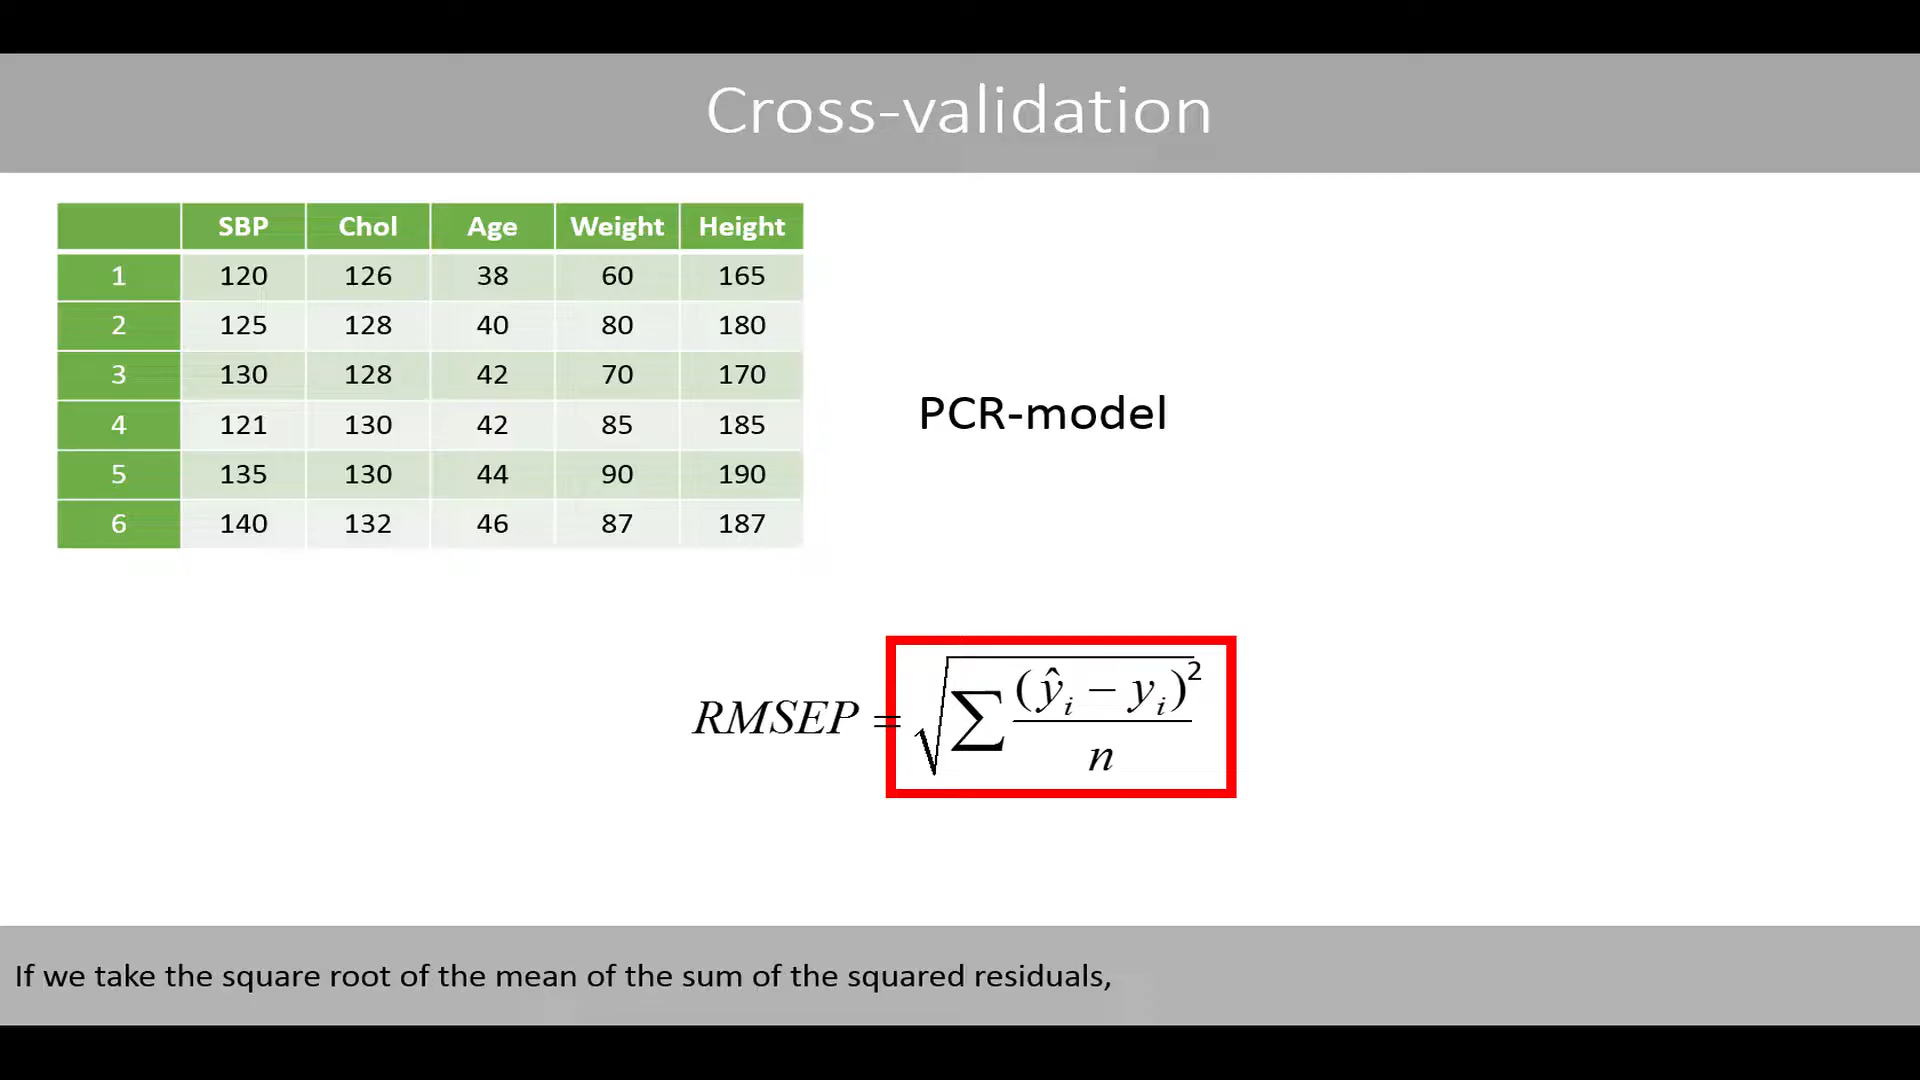 Cross-validation
SBP Chol Age Weight Height
1 120 126 38 60 165
2 125 128 40 80 180
3 130 128 42 70 170
4 121 130 42 85 185
5 135 130 44 90 190
6 140 132 46 87 187
PCR-model
RMSEP = √∑ (ŷᵢ − yᵢ)² / n
If we take the square root of the mean of the sum of the squared residuals,